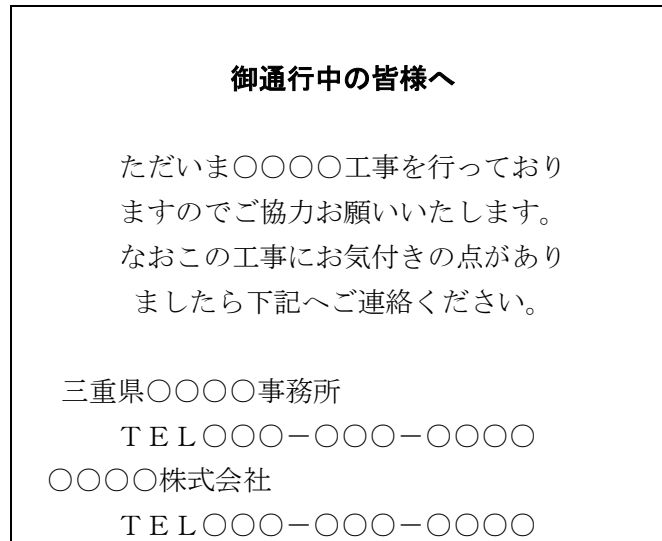 御通行中の皆様へ
ただいま○○○○工事を行っており
ますのでご協力お願いいたします。
なおこの工事にお気付きの点があり
ましたら下記へご連絡ください。
三重県○○○○事務所
ＴＥＬ○○○－○○○－○○○○
○○○○株式会社
ＴＥＬ○○○－○○○－○○○○